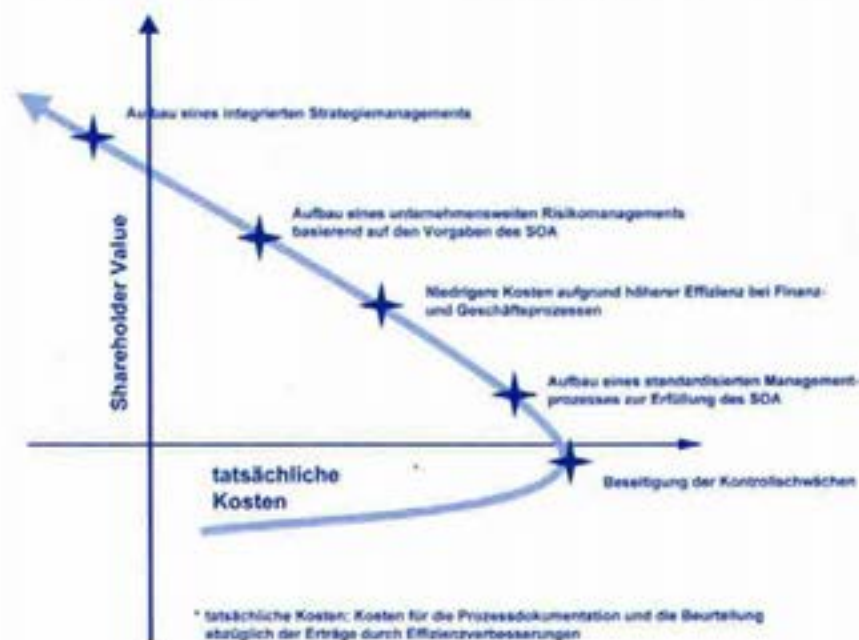 Aufbau eines integrierten Strategiemanagements
Aufbau eines unternehmensweiten Risikomanagements
basierend auf den Vorgaben des SOA
Shareholder Value
Niedrigere Kosten aufgrund höherer Effizienz bei Finanz-
und Geschäftsprozessen
Aufbau eines standardisierten Management-
prozesses zur Erfüllung des SOA
tatsächliche
Kosten
Beseitigung der Kontrollschwächen
* tatsächliche Kosten: Kosten für die Prozessdokumentation und die Beurteilung
abzüglich der Erträge durch Effizienzverbesserungen